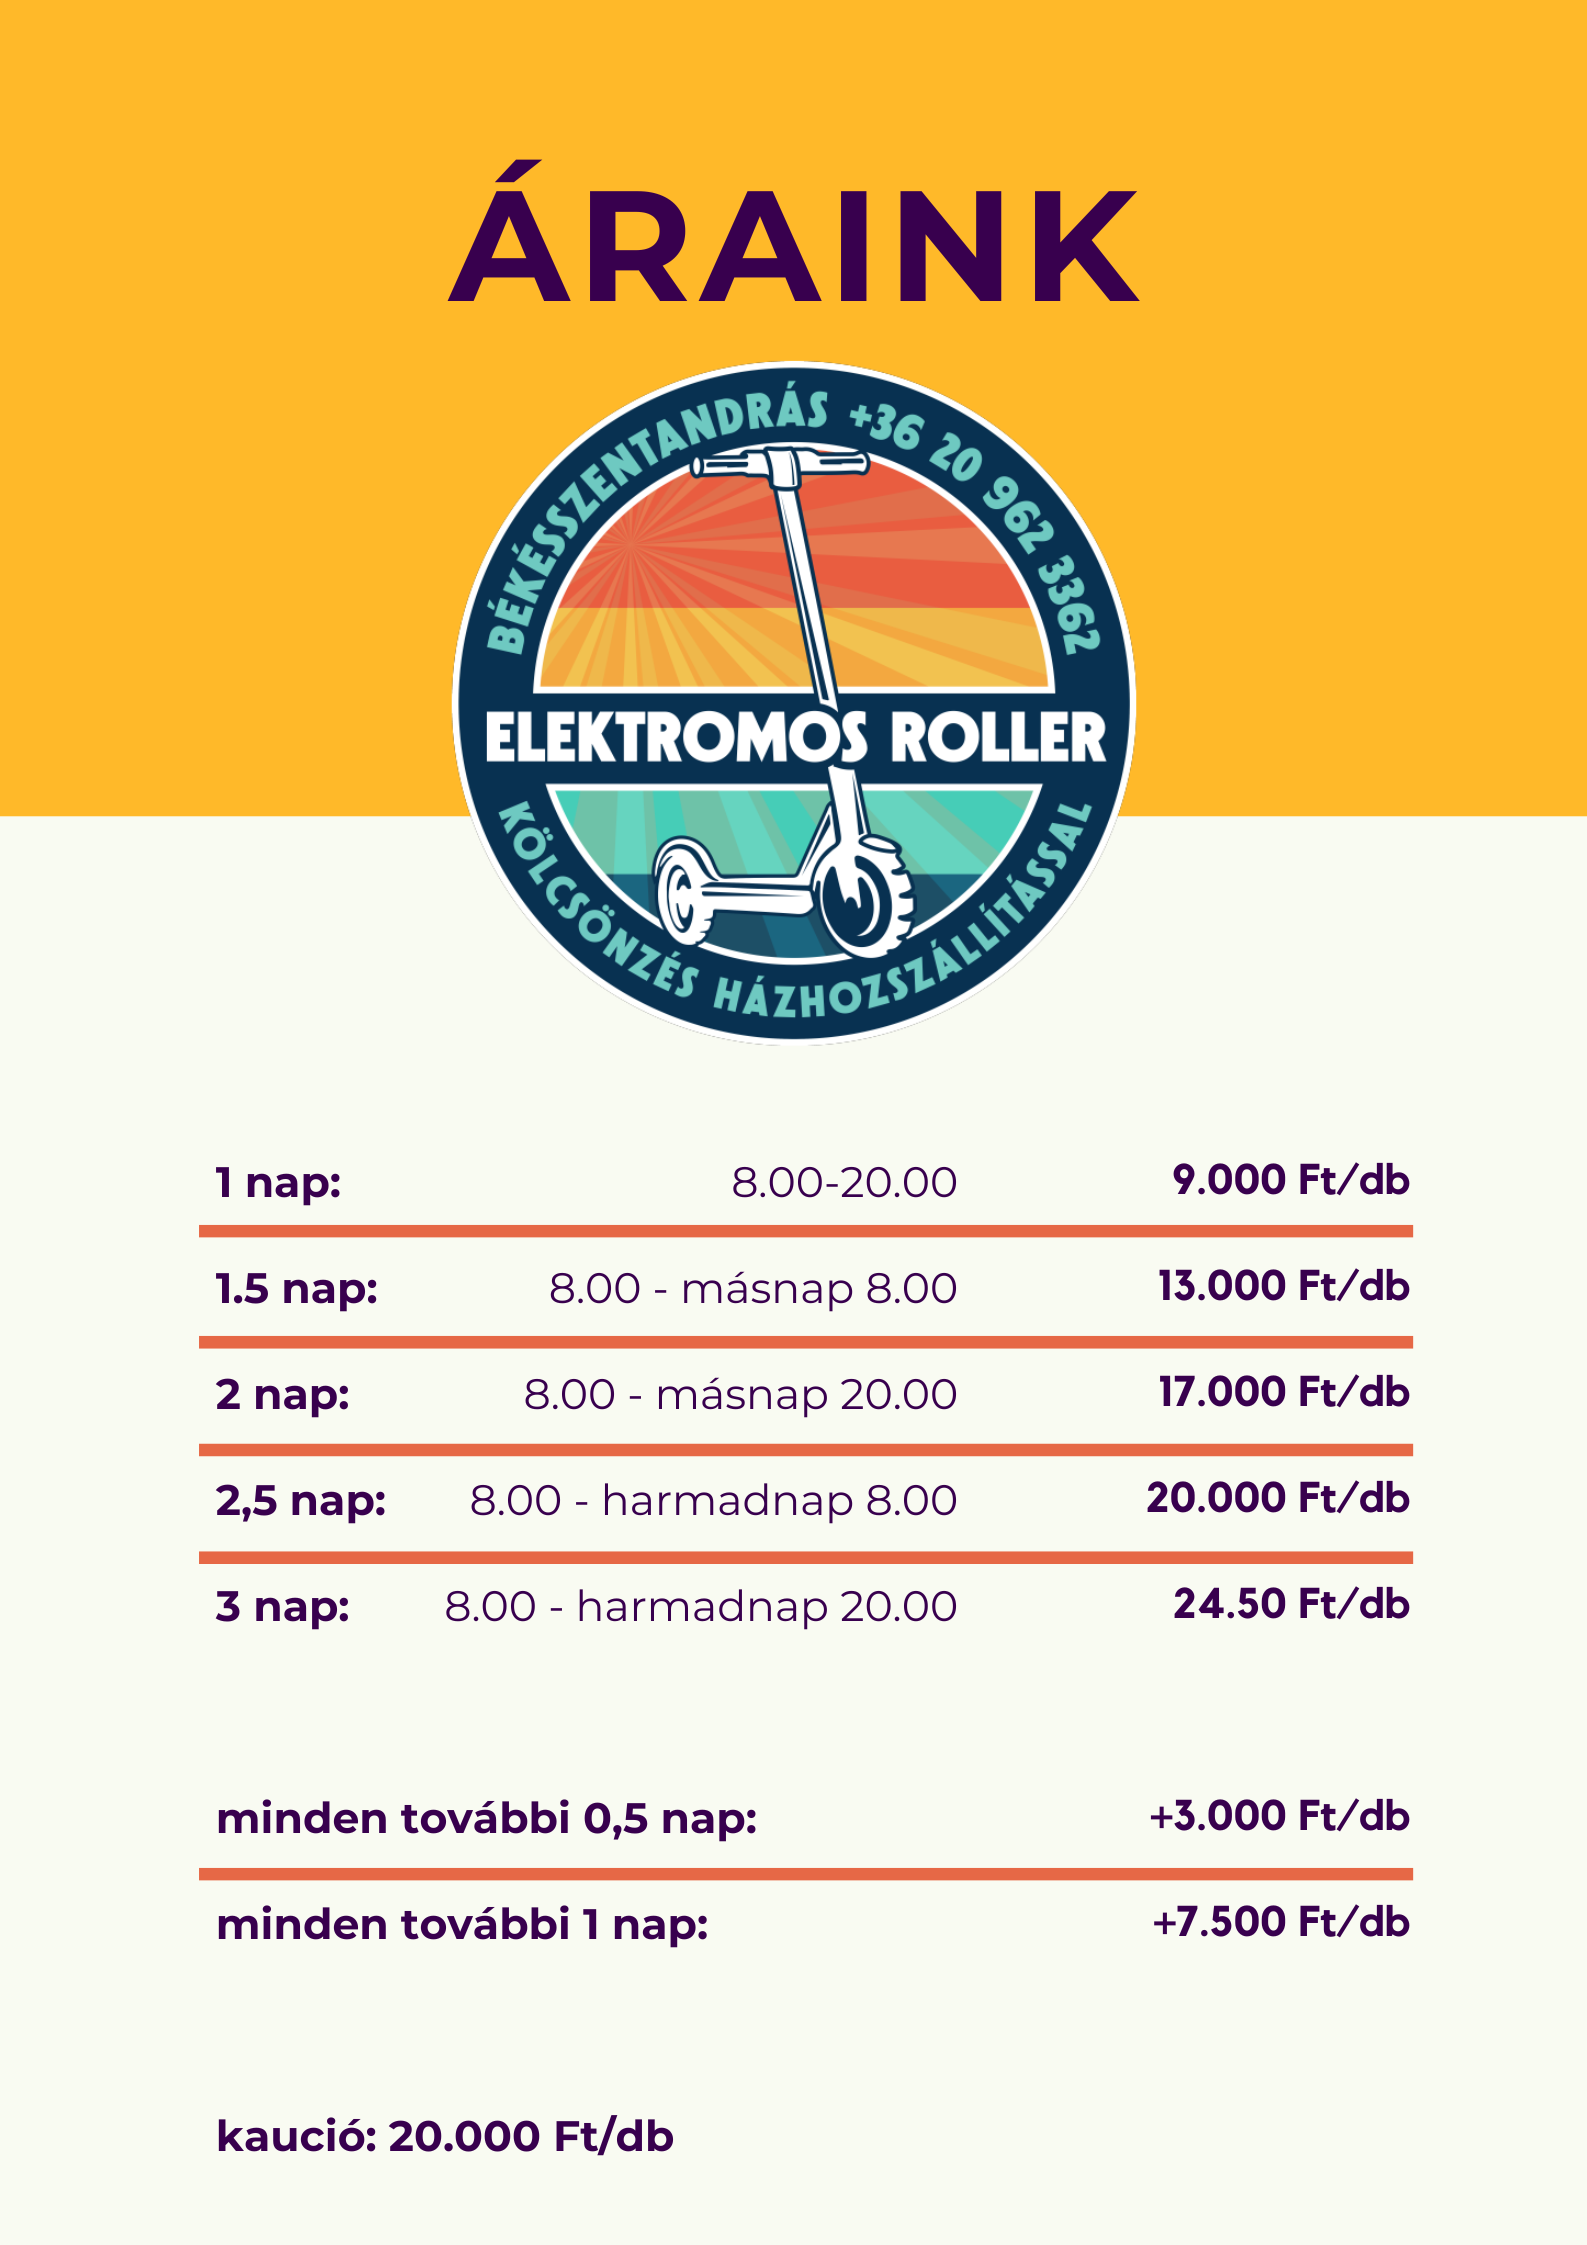 ÁRAINK
BÉKÉSSZENTANDRÁS +36 20 962 3362
ELEKTROMOS ROLLER
KÖLCSÖNZÉS HÁZHOZSZÁLLÍTÁSSAL
1 nap: 8.00-20.00 9.000 Ft/db
1.5 nap: 8.00 - másnap 8.00 13.000 Ft/db
2 nap: 8.00 - másnap 20.00 17.000 Ft/db
2,5 nap: 8.00 - harmadnap 8.00 20.000 Ft/db
3 nap: 8.00 - harmadnap 20.00 24.50 Ft/db
minden további 0,5 nap: +3.000 Ft/db
minden további 1 nap: +7.500 Ft/db
kaució: 20.000 Ft/db